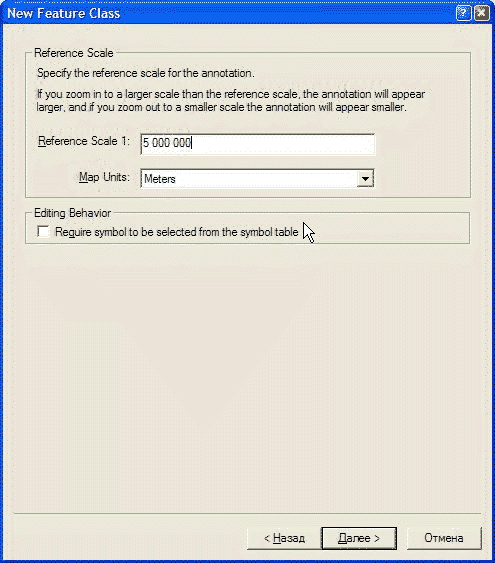 New Feature Class
Reference Scale
Specify the reference scale for the annotation.
If you zoom in to a larger scale than the reference scale, the annotation will appear
larger, and if you zoom out to a smaller scale the annotation will appear smaller.
Reference Scale 1: 5 000 000
Map Units: Meters
Editing Behavior
Require symbol to be selected from the symbol table
< Назад Далее > Отмена